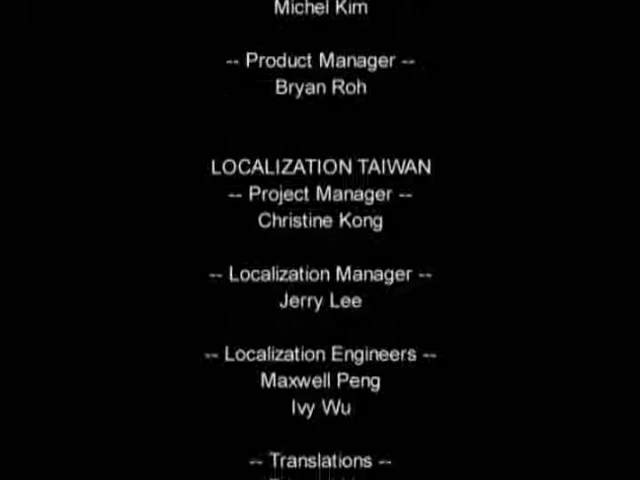 Michel Kim
-- Product Manager --
Bryan Roh
LOCALIZATION TAIWAN
-- Project Manager --
Christine Kong
-- Localization Manager --
Jerry Lee
-- Localization Engineers --
Maxwell Peng
Ivy Wu
-- Translations --